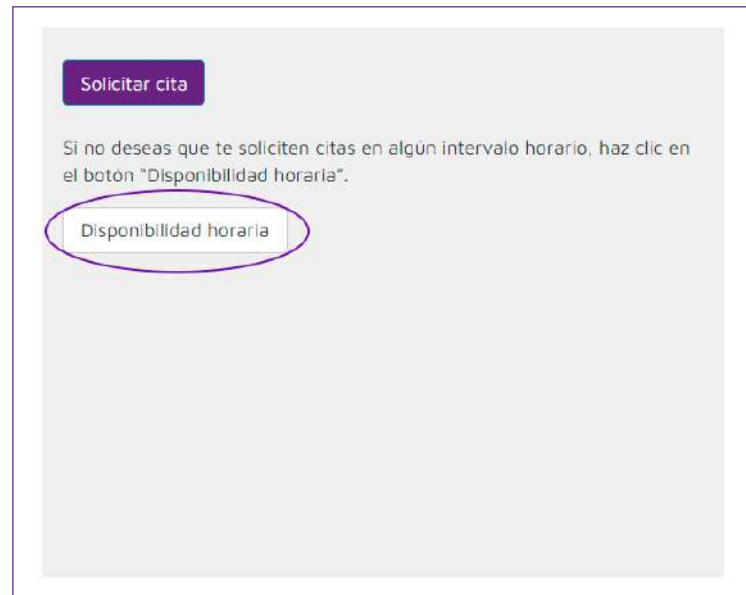 Solicitar cita
Si no deseas que te soliciten citas en algún intervalo horario, haz clic en
el botón "Disponibilidad horaria".
Disponibilidad horaria